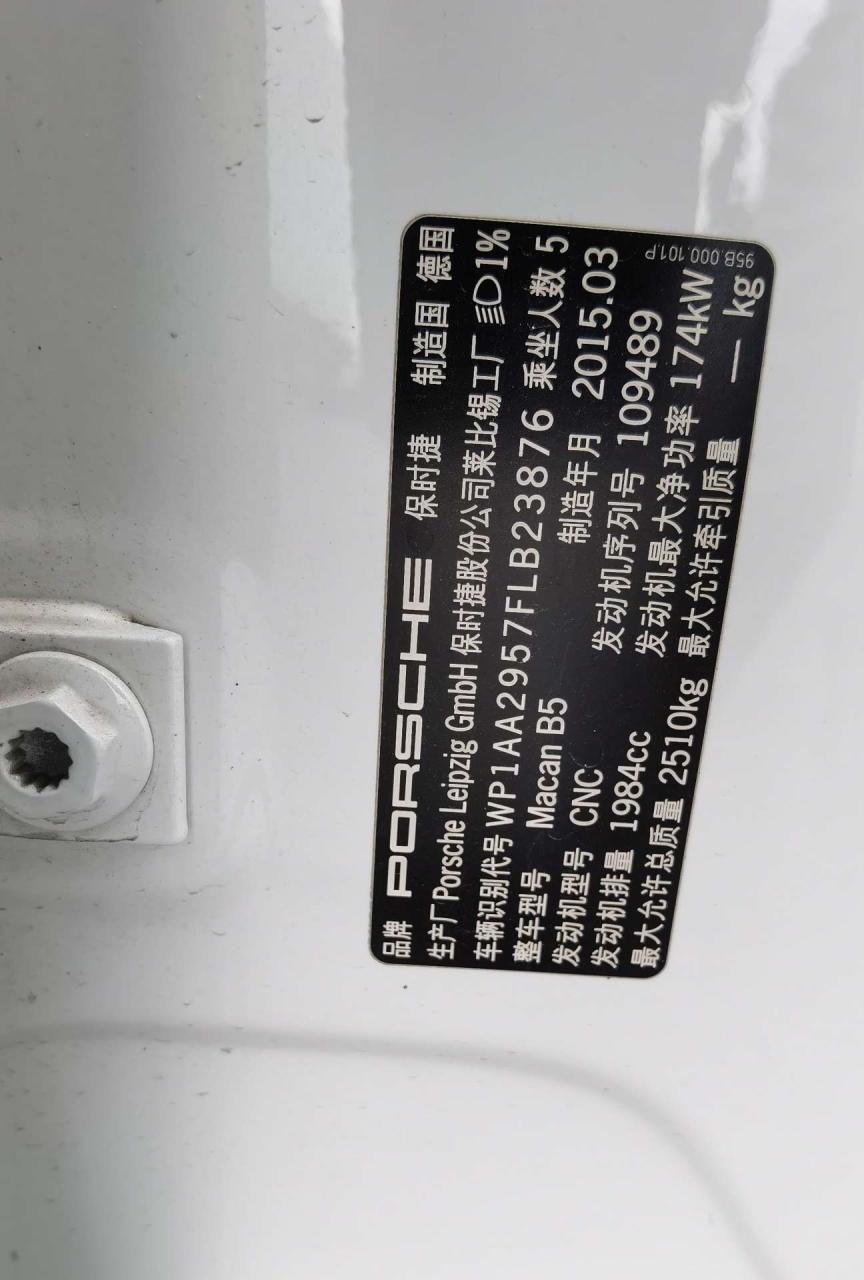 品牌 PORSCHE 保时捷 制造国 德国
生产厂 Porsche Leipzig GmbH 保时捷股份公司莱比锡工厂 1%
车辆识别代号 WP1AA2957FLB23876 乘坐人数 5
整车型号 Macan B5 制造年月 2015.03
发动机型号 CNC 发动机序列号 109489
发动机排量 1984cc 发动机最大净功率 174kW
最大允许总质量 2510kg 最大允许牵引质量 — kg
95B.000.101.P